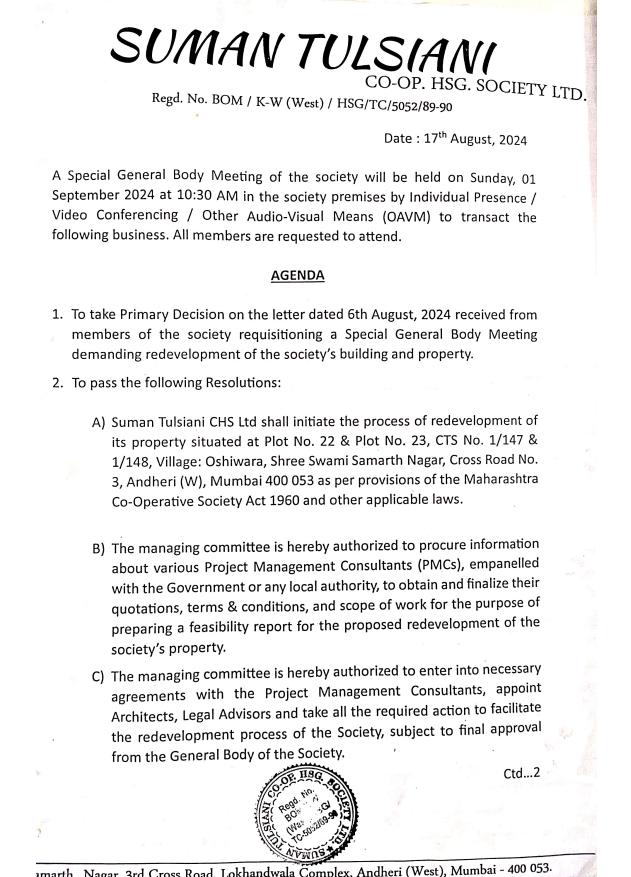 SUMAN TULSIANI
CO-OP. HSG. SOCIETY LTD.
Regd. No. BOM / K-W (West) / HSG/TC/5052/89-90
Date : 17th August, 2024
A Special General Body Meeting of the society will be held on Sunday, 01
September 2024 at 10:30 AM in the society premises by Individual Presence /
Video Conferencing / Other Audio-Visual Means (OAVM) to transact the
following business. All members are requested to attend.
AGENDA
1. To take Primary Decision on the letter dated 6th August, 2024 received from
members of the society requisitioning a Special General Body Meeting
demanding redevelopment of the society's building and property.
2. To pass the following Resolutions:
A) Suman Tulsiani CHS Ltd shall initiate the process of redevelopment of
its property situated at Plot No. 22 & Plot No. 23, CTS No. 1/147 &
1/148, Village: Oshiwara, Shree Swami Samarth Nagar, Cross Road No.
3, Andheri (W), Mumbai 400 053 as per provisions of the Maharashtra
Co-Operative Society Act 1960 and other applicable laws.
B) The managing committee is hereby authorized to procure information
about various Project Management Consultants (PMCs), empanelled
with the Government or any local authority, to obtain and finalize their
quotations, terms & conditions, and scope of work for the purpose of
preparing a feasibility report for the proposed redevelopment of the
society's property.
C) The managing committee is hereby authorized to enter into necessary
agreements with the Project Management Consultants, appoint
Architects, Legal Advisors and take all the required action to facilitate
the redevelopment process of the Society, subject to final approval
from the General Body of the Society.
Ctd...2
SUMAN TULSIANI CO-OP. HSG. SOCIETY LTD.
Regd. No.
TC-5052/89-90
Nagar, 3rd Cross Road, Lokhandwala Complex, Andheri (West), Mumbai - 400 053.